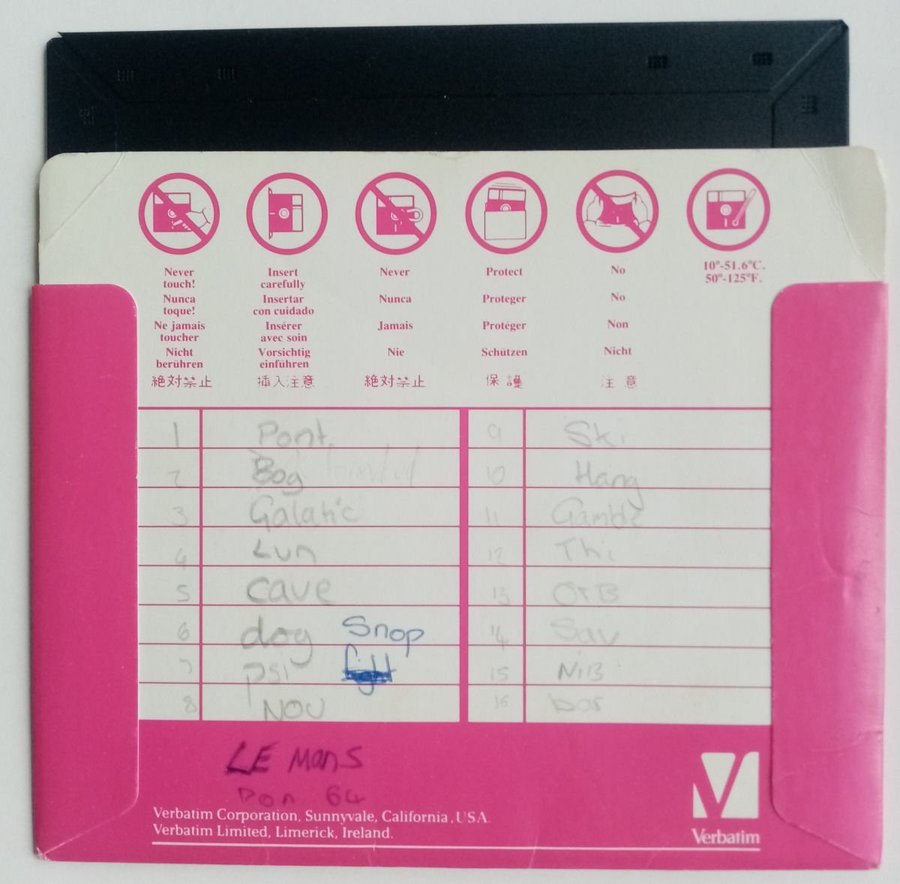 Never
touch!
Nunca
toque!
Ne jamais
toucher
Nicht
berühren
絶対禁止
Insert
carefully
Insertar
con cuidado
Insérer
avec soin
Vorsichtig
einführen
挿入注意
Never
Nunca
Jamais
Nie
絶対禁止
Protect
Proteger
Protéger
Schützen
保護
No
No
Non
Nicht
注意
10°-51.6°C.
50°-125°F.
1 Pont
2 Bog
3 Galatic
4 Lun
5 cave
6 dog Snop
7 psi
8 NOU
9 Ski
10 Hang
11 Gamble
12 Thi
13 OTB
14 Sav
15 NIB
16
LE Mans
64
Verbatim Corporation, Sunnyvale, California, USA.
Verbatim Limited, Limerick, Ireland.
Verbatim